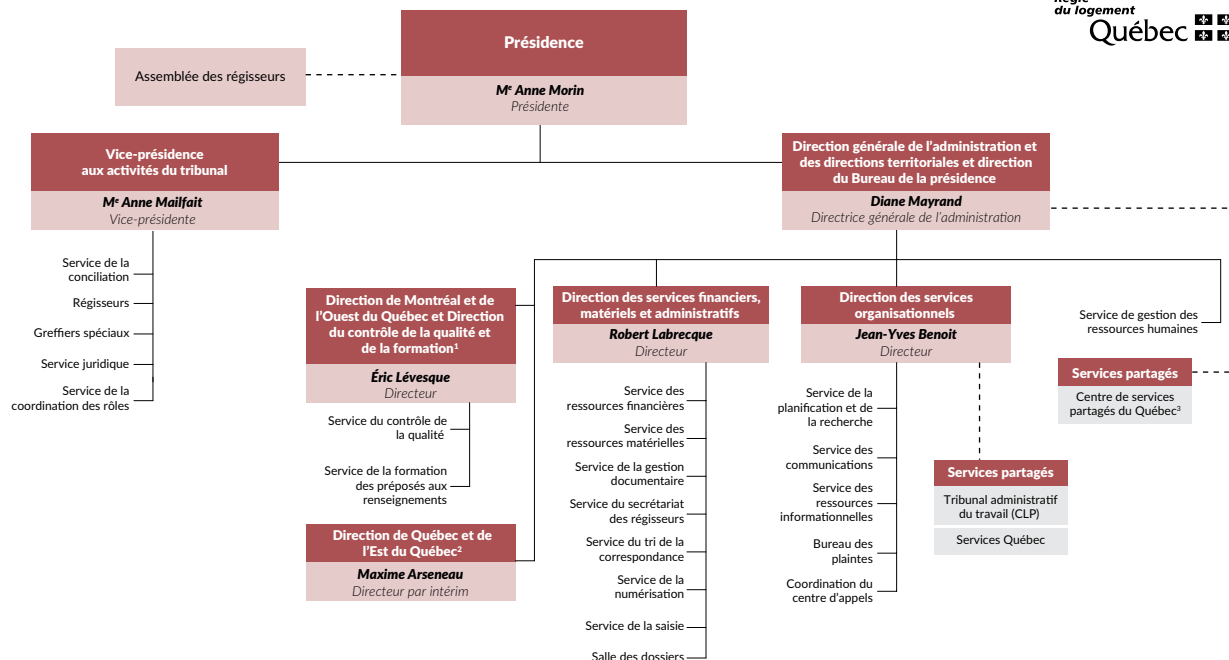 Régie
du logement
Québec
Présidence
Mᵉ Anne Morin
Présidente
Assemblée des régisseurs
Vice-présidence
aux activités du tribunal
Mᵉ Anne Mailfait
Vice-présidente
Service de la
conciliation
Régisseurs
Greffiers spéciaux
Service juridique
Service de la
coordination des rôles
Direction générale de l'administration et
des directions territoriales et direction
du Bureau de la présidence
Diane Mayrand
Directrice générale de l'administration
Direction de Montréal et de
l'Ouest du Québec et Direction
du contrôle de la qualité et
de la formation¹
Éric Lévesque
Directeur
Service du contrôle de
la qualité
Service de la formation
des préposés aux
renseignements
Direction de Québec et de
l'Est du Québec²
Maxime Arseneau
Directeur par intérim
Direction des services financiers,
matériels et administratifs
Robert Labrecque
Directeur
Service des
ressources financières
Service des
ressources matérielles
Service de la gestion
documentaire
Service du secrétariat
des régisseurs
Service du tri de la
correspondance
Service de la
numérisation
Service de la saisie
Salle des dossiers
Direction des services
organisationnels
Jean-Yves Benoit
Directeur
Service de la
planification et de
la recherche
Service des
communications
Service des
ressources
informationnelles
Bureau des
plaintes
Coordination du
centre d'appels
Services partagés
Tribunal administratif
du travail (CLP)
Services Québec
Service de gestion des
ressources humaines
Services partagés
Centre de services
partagés du Québec³